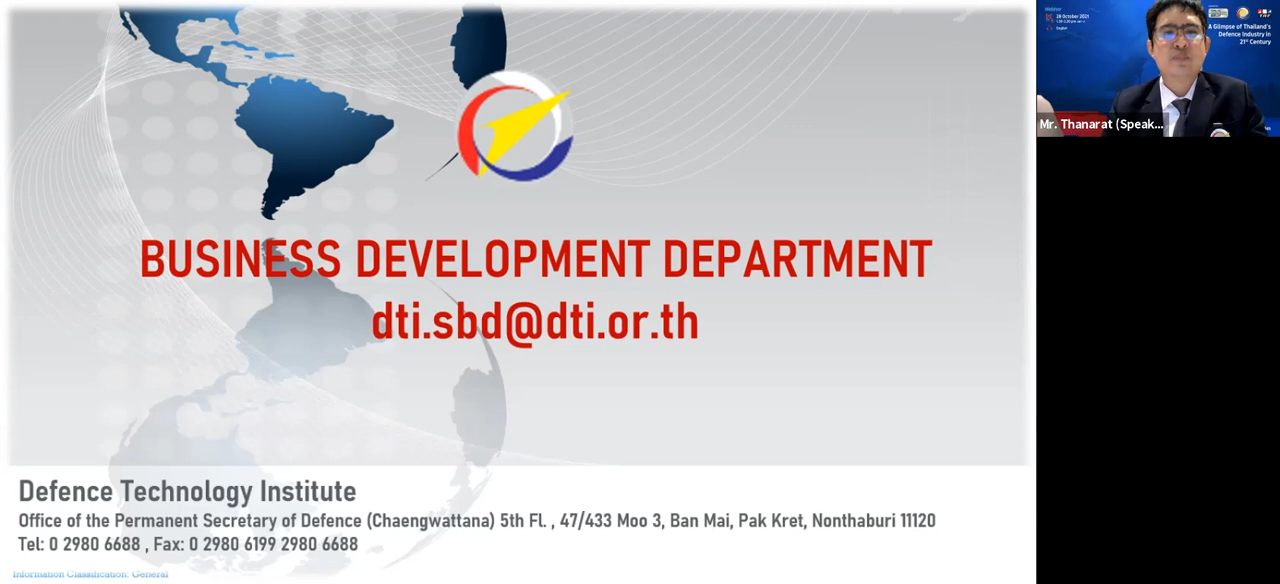 BUSINESS DEVELOPMENT DEPARTMENT
dti.sbd@dti.or.th
Defence Technology Institute
Office of the Permanent Secretary of Defence (Chaengwattana) 5th Fl. , 47/433 Moo 3, Ban Mai, Pak Kret, Nonthaburi 11120
Tel: 0 2980 6688 , Fax: 0 2980 6199 2980 6688
Information Classification: General
Webinar
28 October 2021
English
A Glimpse of Thailand's
Defence Industry in
21st Century
Mr. Thanarat (Speak...